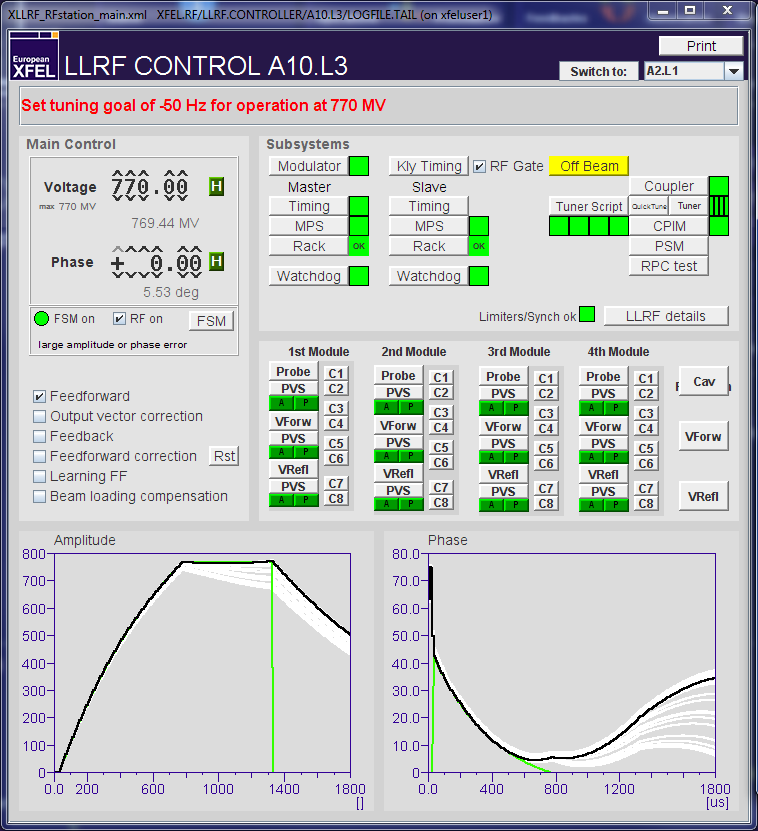 XLLRF_RFstation_main.xml XFEL.RF/LLRF.CONTROLLER/A10.L3/LOGFILE.TAIL (on xfeluser1)
European
XFEL
LLRF CONTROL A10.L3
Print
Switch to:
A2.L1
Set tuning goal of -50 Hz for operation at 770 MV
Main Control
Voltage 770.00 H
max 770 MV
769.44 MV
Phase + 0.00 H
5.53 deg
FSM on RF on FSM
large amplitude or phase error
Feedforward
Output vector correction
Feedback
Feedforward correction Rst
Learning FF
Beam loading compensation
Subsystems
Modulator Kly Timing RF Gate Off Beam
Master Slave Coupler
Timing Timing Tuner Script QuickTune Tuner
MPS MPS CPIM
Rack OK Rack OK PSM
RPC test
Watchdog Watchdog
Limiters/Synch ok LLRF details
1st Module 2nd Module 3rd Module 4th Module
Probe C1 Probe C1 Probe C1 Probe C1 Cav
PVS C2 PVS C2 PVS C2 PVS C2
A P C3 A P C3 A P C3 A P C3
VForw C4 VForw C4 VForw C4 VForw C4 VForw
PVS C5 PVS C5 PVS C5 PVS C5
A P C6 A P C6 A P C6 A P C6
VRefl VRefl VRefl VRefl
PVS C7 PVS C7 PVS C7 PVS C7 VRefl
A P C8 A P C8 A P C8 A P C8
Amplitude
800
700
600
500
400
300
200
100
0
0.0 200 600 1000 1400 1800
[]
Phase
80.0
70.0
60.0
50.0
40.0
30.0
20.0
10.0
0
0.0 400 800 1200 1800
[us]